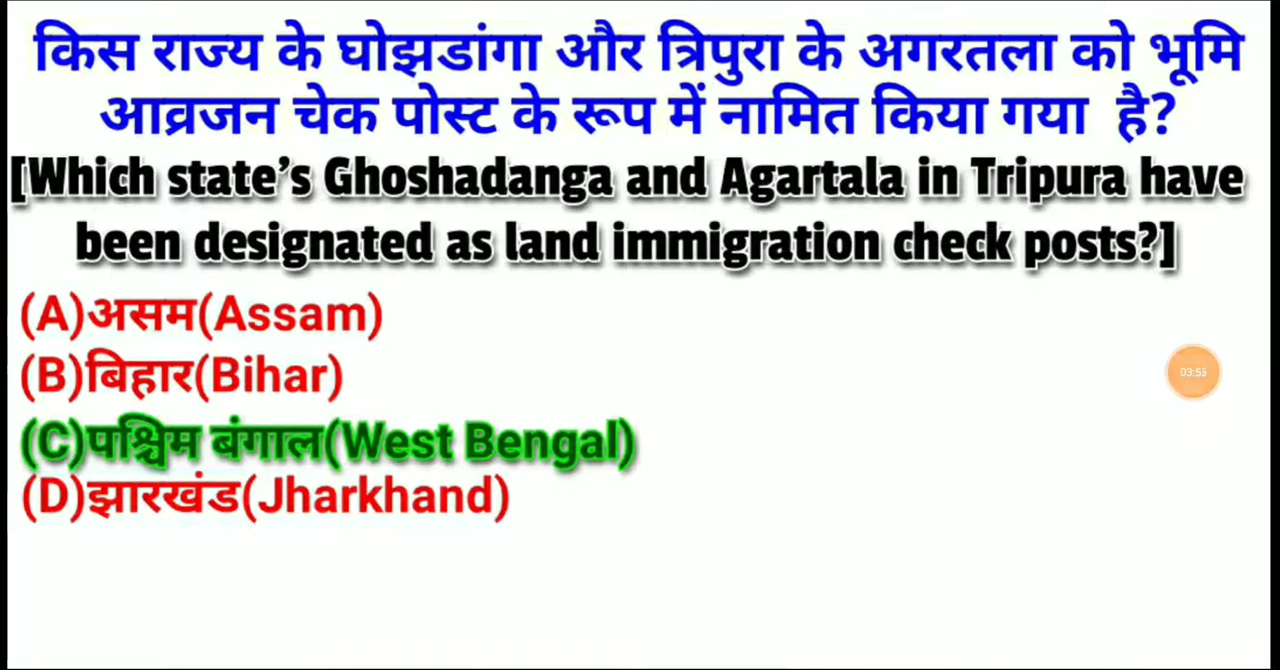 किस राज्य के घोझडांगा और त्रिपुरा के अगरतला को भूमि
आव्रजन चेक पोस्ट के रूप में नामित किया गया है?
[Which state's Ghoshadanga and Agartala in Tripura have
been designated as land immigration check posts?]
(A)असम(Assam)
(B)बिहार(Bihar)
03:55
(C)पश्चिम बंगाल(West Bengal)
(D)झारखंड(Jharkhand)